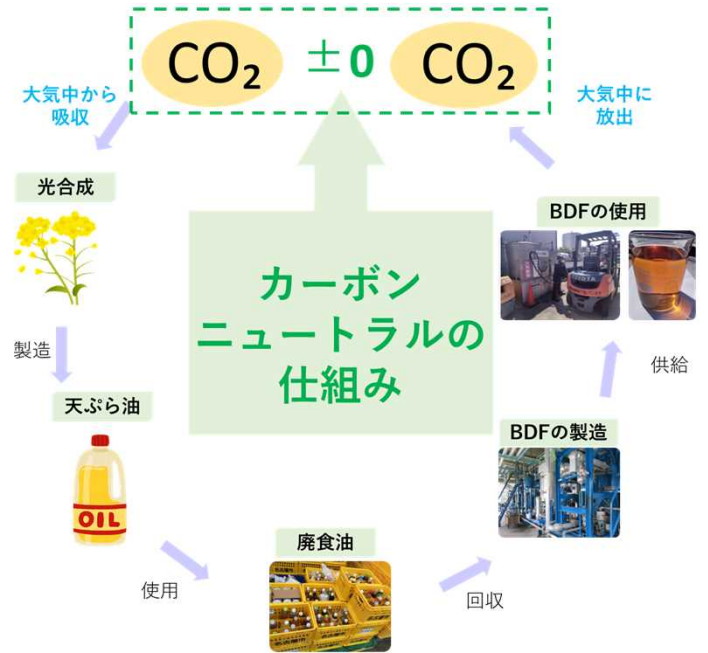 CO₂ ±0 CO₂
大気中から
吸収
大気中に
放出
光合成
BDFの使用
TOYOTA
カーボン
ニュートラルの
仕組み
製造
供給
天ぷら油
BDFの製造
OIL
廃食油
使用
回収